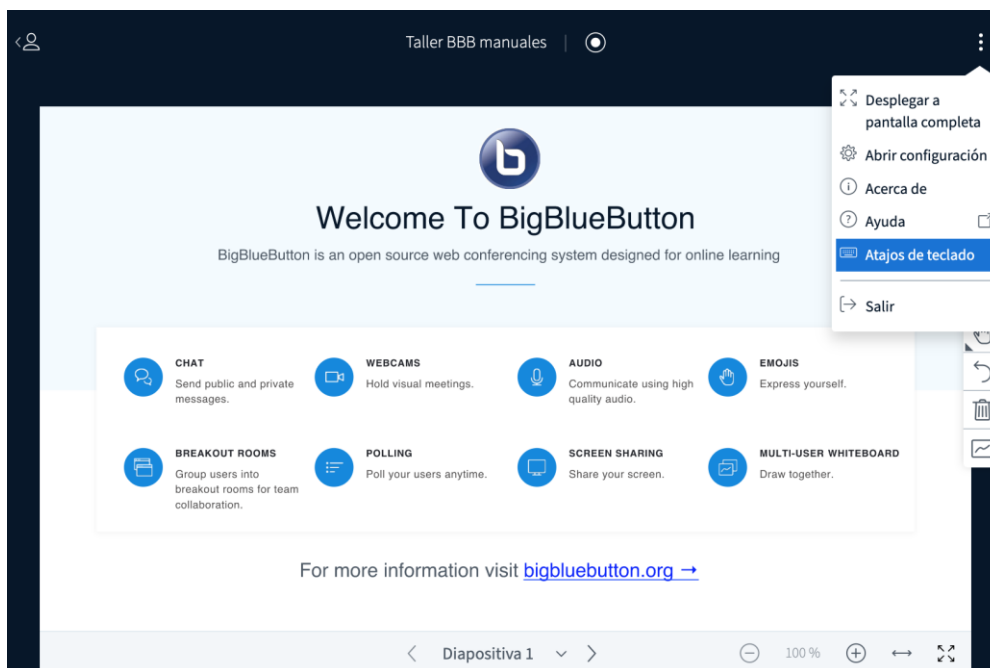 Taller BBB manuales
Desplegar a
pantalla completa
Abrir configuración
Acerca de
Ayuda
Atajos de teclado
Salir
Welcome To BigBlueButton
BigBlueButton is an open source web conferencing system designed for online learning
CHAT
Send public and private
messages.
WEBCAMS
Hold visual meetings.
AUDIO
Communicate using high
quality audio.
EMOJIS
Express yourself.
BREAKOUT ROOMS
Group users into
breakout rooms for team
collaboration.
POLLING
Poll your users anytime.
SCREEN SHARING
Share your screen.
MULTI-USER WHITEBOARD
Draw together.
For more information visit bigbluebutton.org →
Diapositiva 1
100 %